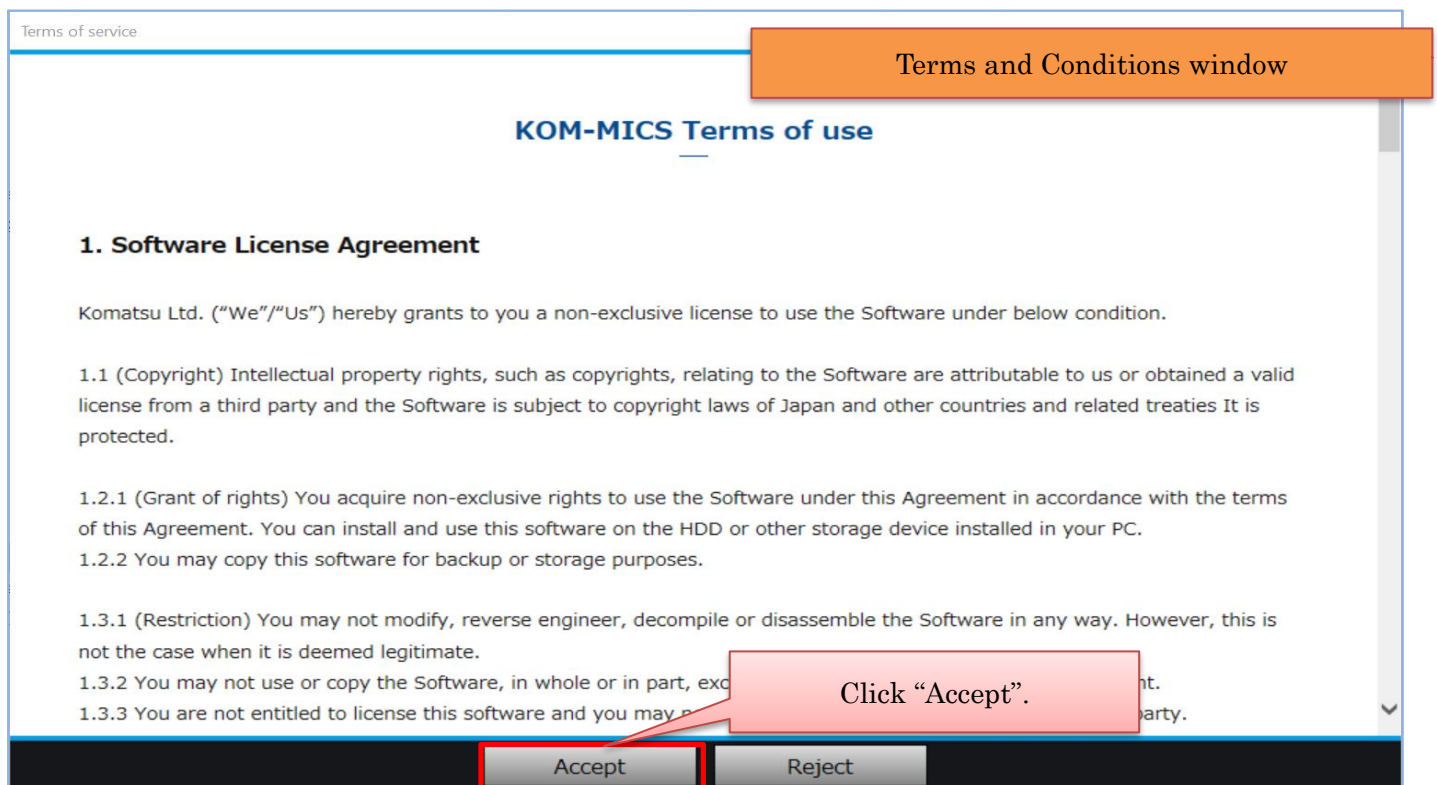 Terms of service
Terms and Conditions window
KOM-MICS Terms of use
1. Software License Agreement
Komatsu Ltd. (“We”/“Us”) hereby grants to you a non-exclusive license to use the Software under below condition.
1.1 (Copyright) Intellectual property rights, such as copyrights, relating to the Software are attributable to us or obtained a valid
license from a third party and the Software is subject to copyright laws of Japan and other countries and related treaties It is
protected.
1.2.1 (Grant of rights) You acquire non-exclusive rights to use the Software under this Agreement in accordance with the terms
of this Agreement. You can install and use this software on the HDD or other storage device installed in your PC.
1.2.2 You may copy this software for backup or storage purposes.
1.3.1 (Restriction) You may not modify, reverse engineer, decompile or disassemble the Software in any way. However, this is
not the case when it is deemed legitimate.
1.3.2 You may not use or copy the Software, in whole or in part,
1.3.3 You are not entitled to license this software and you may party.
Click “Accept”.
Accept
Reject